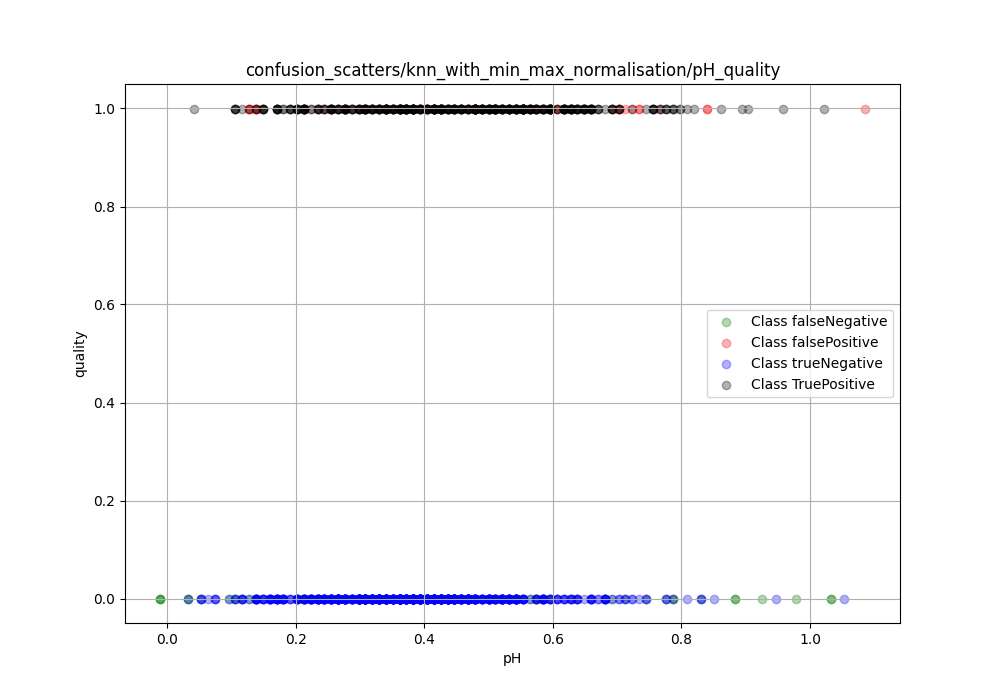 confusion_scatters/knn_with_min_max_normalisation/pH_quality
1.0
0.8
0.6
0.4
0.2
0.0
quality
Class falseNegative
Class falsePositive
Class trueNegative
Class TruePositive
0.0 0.2 0.4 0.6 0.8 1.0
pH